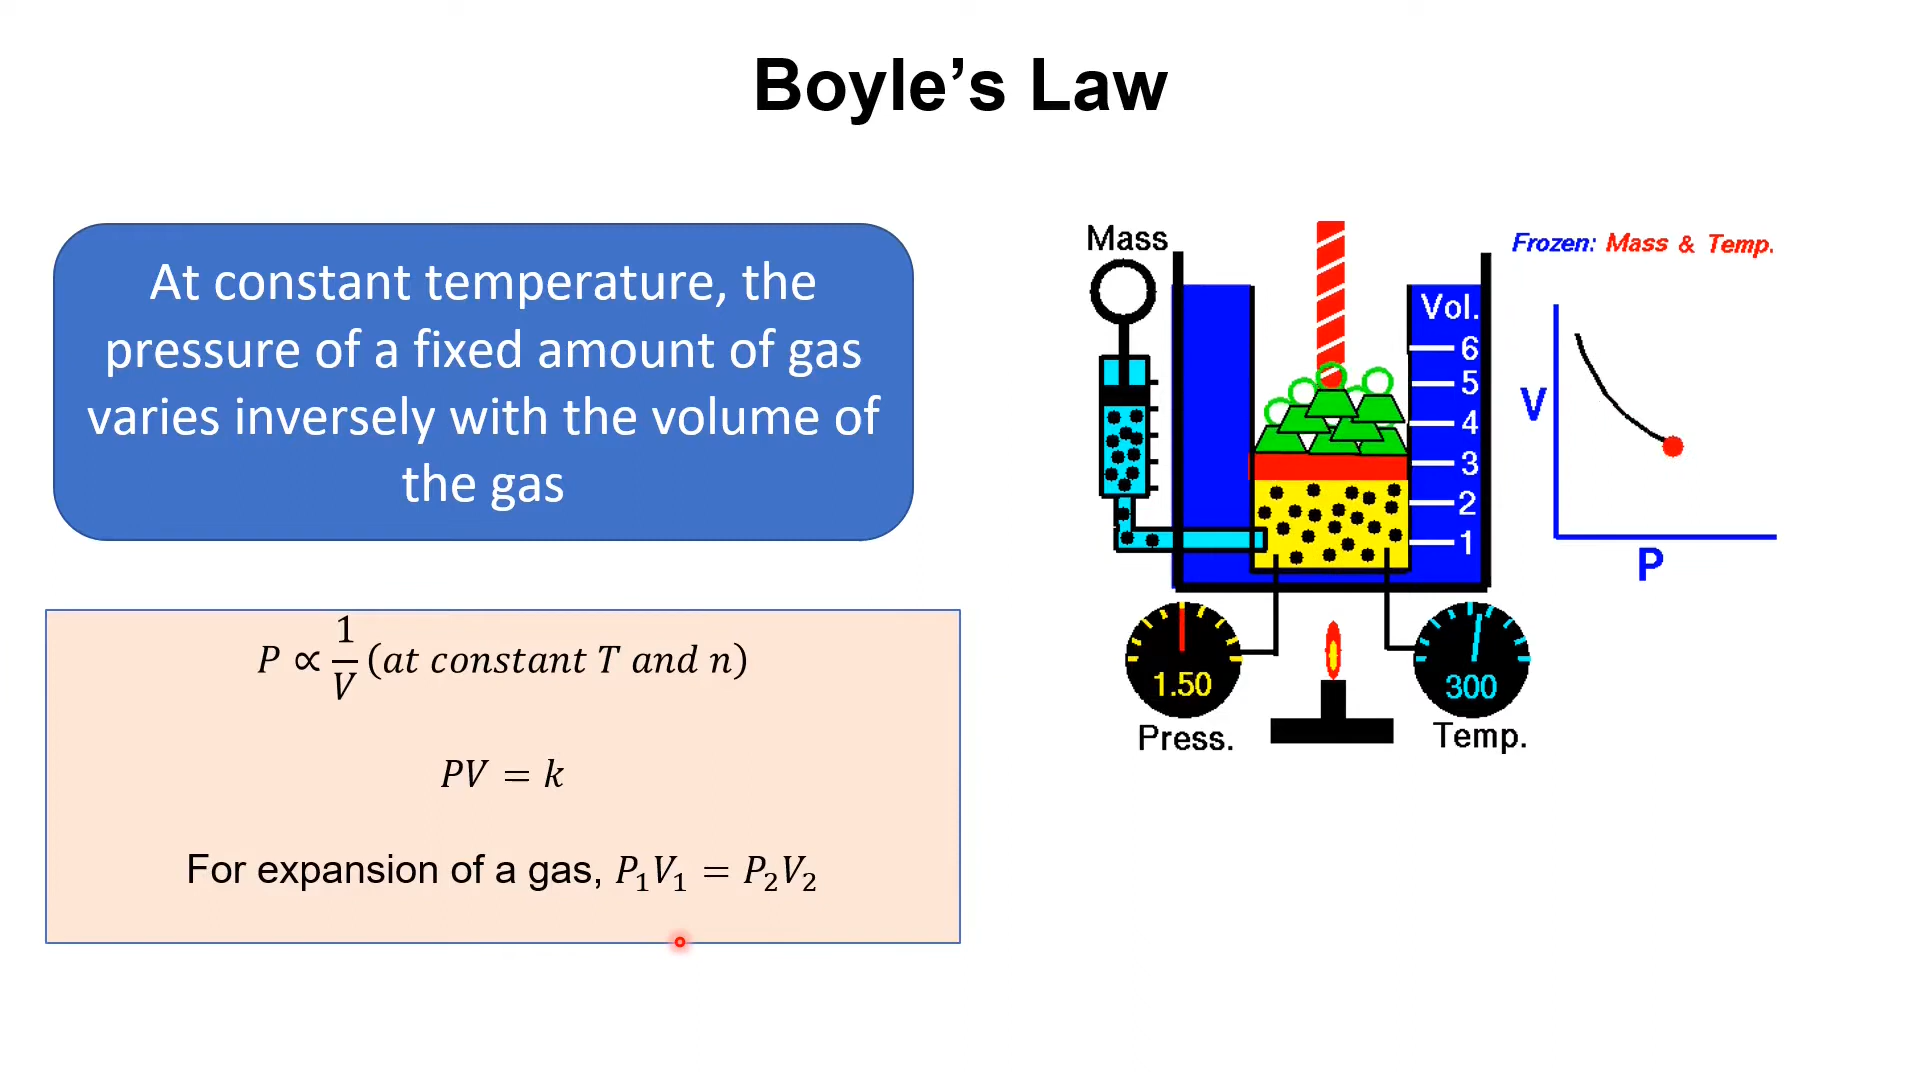 Boyle’s Law
At constant temperature, the
pressure of a fixed amount of gas
varies inversely with the volume of
the gas
P ∝ 1/V (at constant T and n)
PV = k
For expansion of a gas, P₁V₁ = P₂V₂
Mass
Frozen: Mass & Temp.
Vol.
6
5
4
3
2
1
V
P
1.50
Press.
300
Temp.